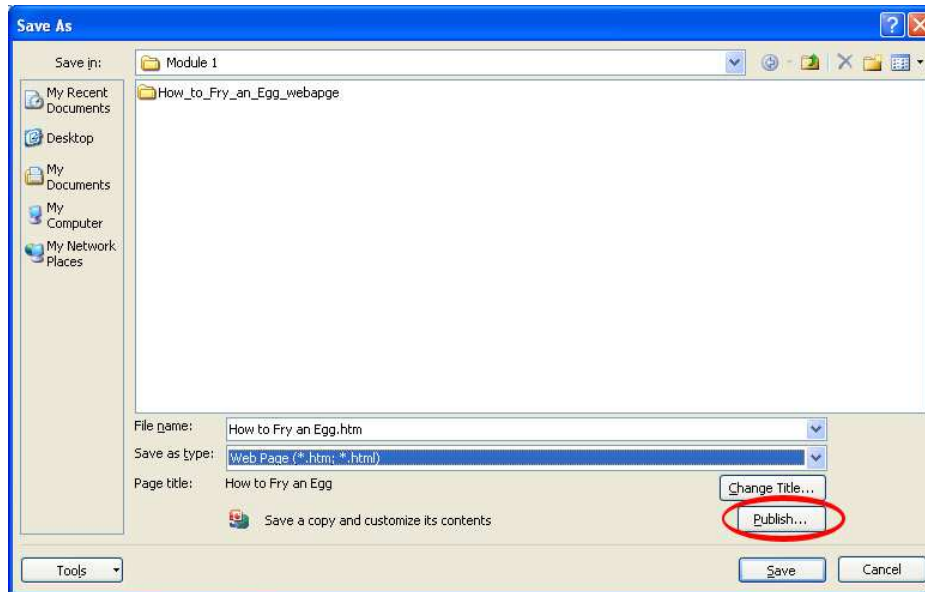 Save As
Save in:
Module 1
My Recent
Documents
Desktop
My
Documents
My
Computer
My Network
Places
How_to_Fry_an_Egg_webapge
File name:
How to Fry an Egg.htm
Save as type:
Web Page (*.htm; *.html)
Page title:
How to Fry an Egg
Change Title...
Save a copy and customize its contents
Publish...
Tools
Save
Cancel